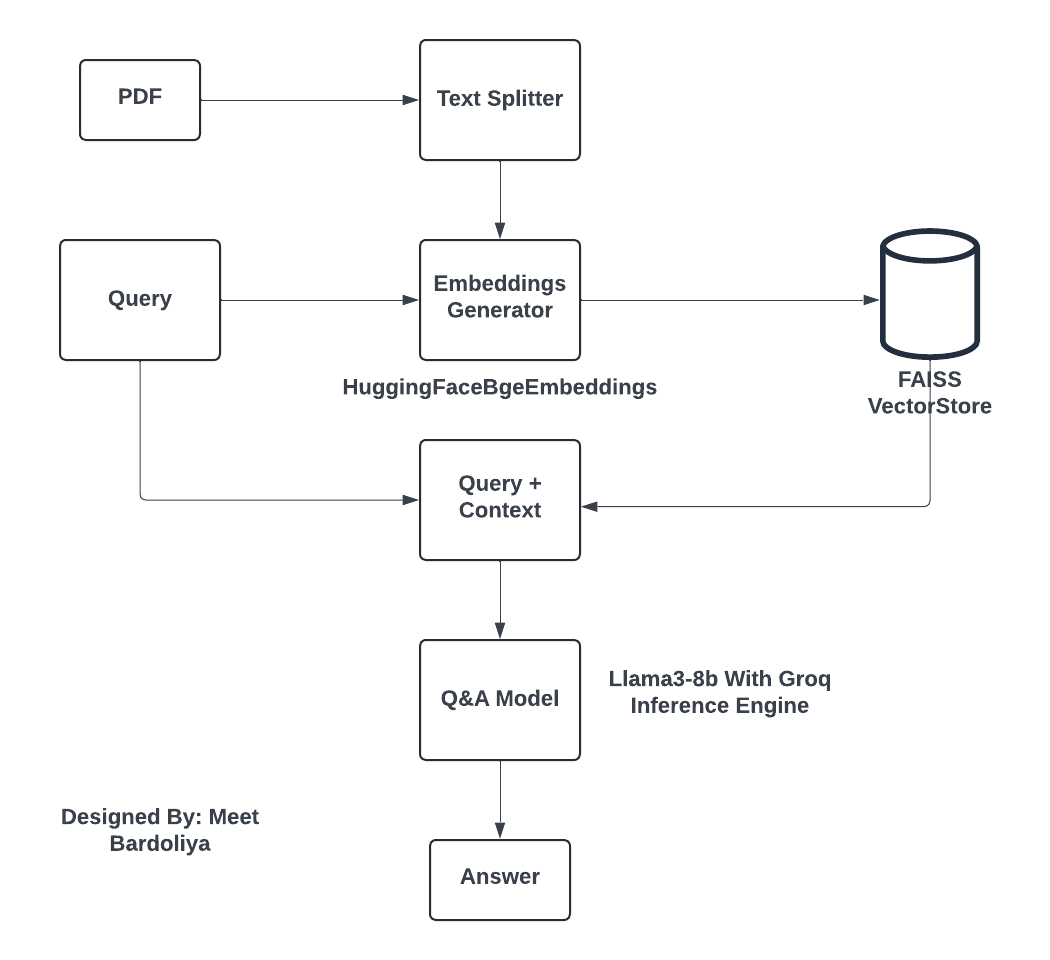 PDF
Text Splitter
Query
Embeddings
Generator
HuggingFaceBgeEmbeddings
FAISS
VectorStore
Query +
Context
Q&A Model
Llama3-8b With Groq
Inference Engine
Designed By: Meet
Bardoliya
Answer